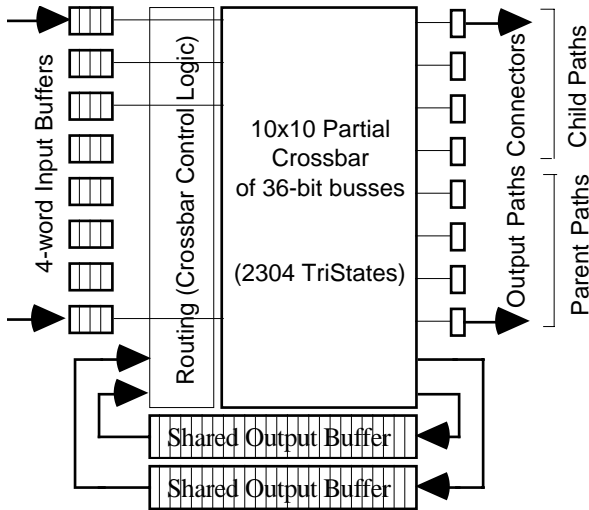 4-word Input Buffers
Routing (Crossbar Control Logic)
10x10 Partial
Crossbar
of 36-bit busses
(2304 TriStates)
Output Paths Connectors
Child Paths
Parent Paths
Shared Output Buffer
Shared Output Buffer